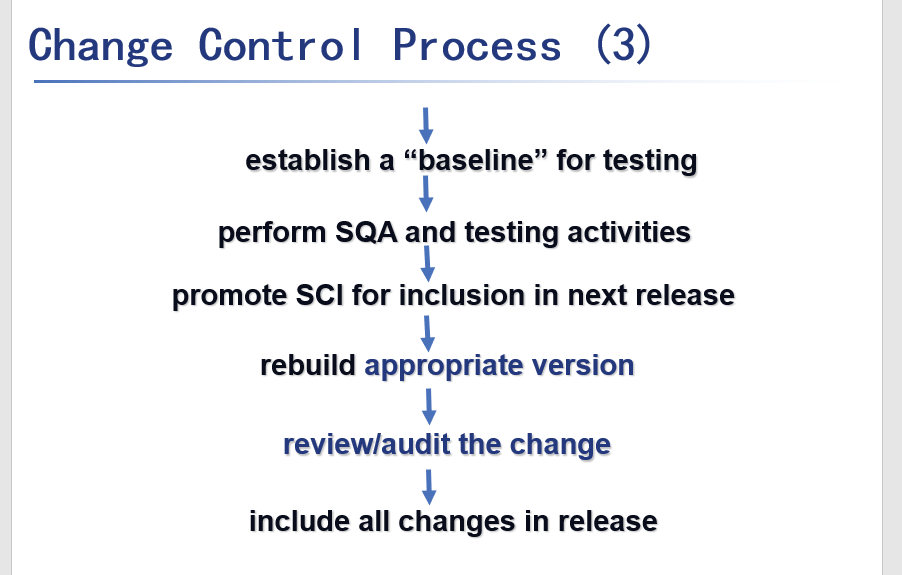 Change Control Process (3)
establish a “baseline” for testing
perform SQA and testing activities
promote SCI for inclusion in next release
rebuild appropriate version
review/audit the change
include all changes in release